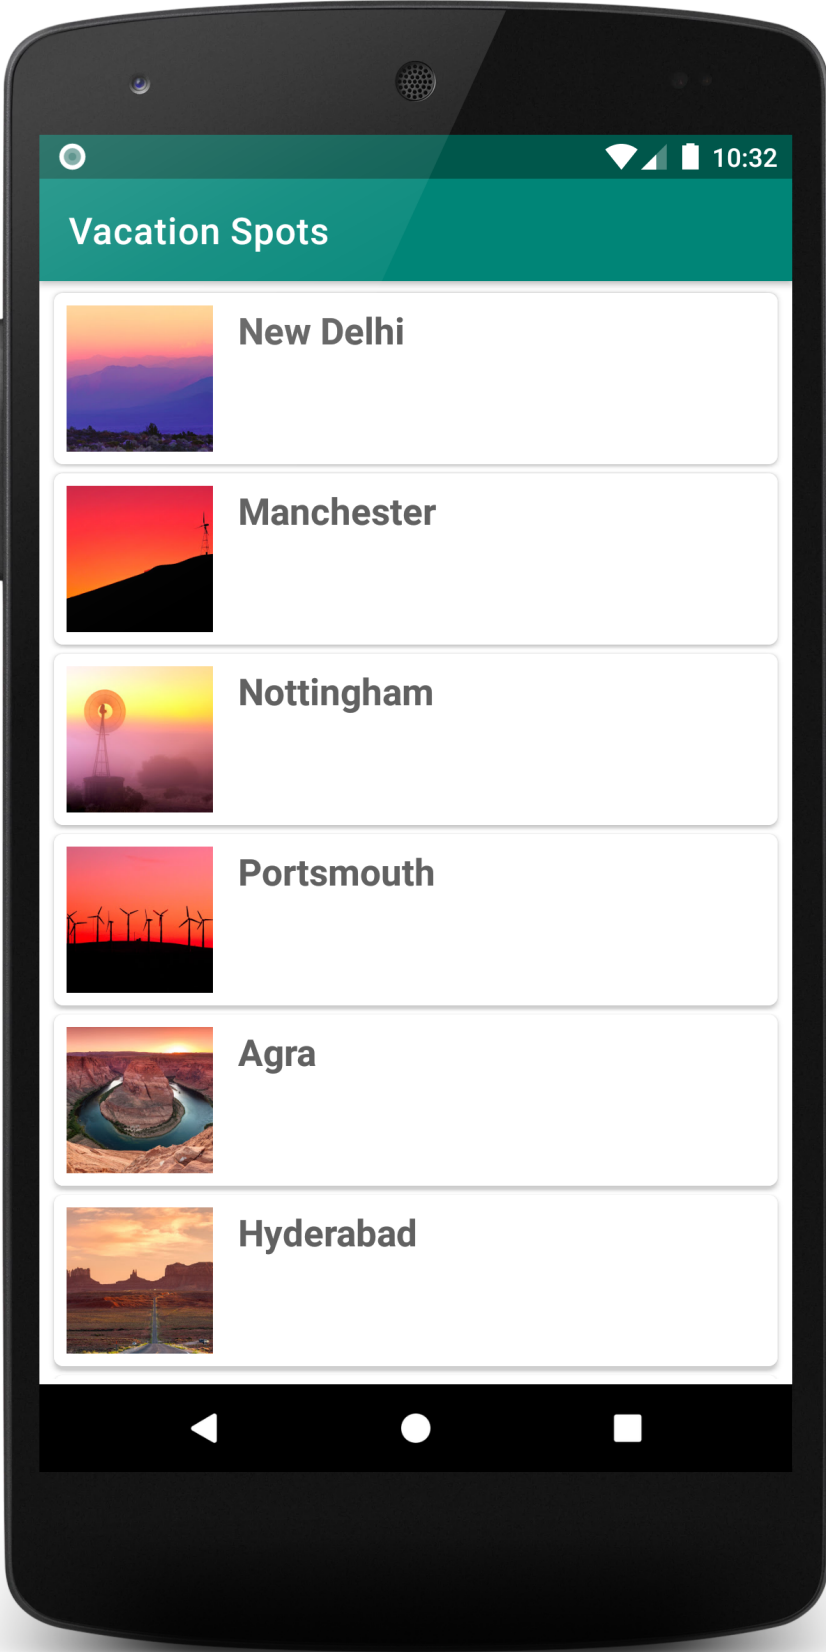 10:32
Vacation Spots
New Delhi
Manchester
Nottingham
Portsmouth
Agra
Hyderabad